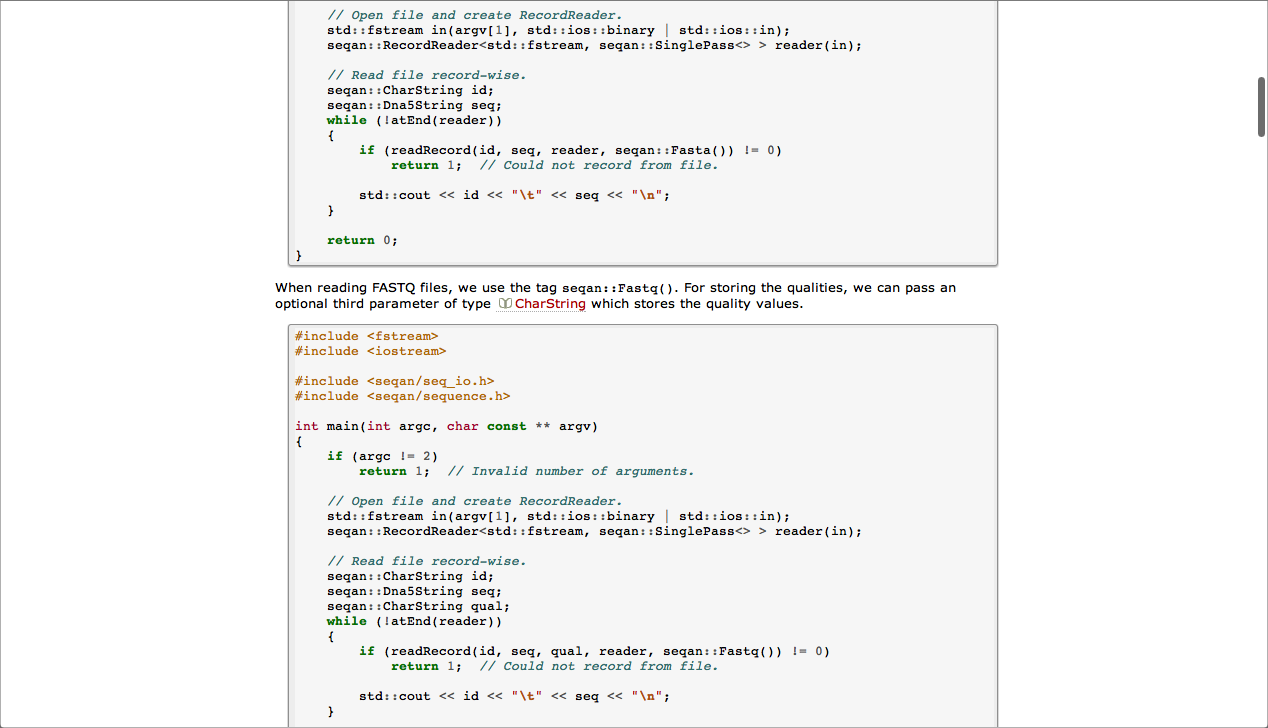 // Open file and create RecordReader.
std::fstream in(argv[1], std::ios::binary | std::ios::in);
seqan::RecordReader<std::fstream, seqan::SinglePass<> > reader(in);
// Read file record-wise.
seqan::CharString id;
seqan::Dna5String seq;
while (!atEnd(reader))
{
if (readRecord(id, seq, reader, seqan::Fasta()) != 0)
return 1;  // Could not record from file.
std::cout << id << "\t" << seq << "\n";
}
return 0;
}
When reading FASTQ files, we use the tag seqan::Fastq(). For storing the qualities, we can pass an
optional third parameter of type CharString which stores the quality values.
#include <fstream>
#include <iostream>
#include <seqan/seq_io.h>
#include <seqan/sequence.h>
int main(int argc, char const ** argv)
{
if (argc != 2)
return 1;  // Invalid number of arguments.
// Open file and create RecordReader.
std::fstream in(argv[1], std::ios::binary | std::ios::in);
seqan::RecordReader<std::fstream, seqan::SinglePass<> > reader(in);
// Read file record-wise.
seqan::CharString id;
seqan::Dna5String seq;
seqan::CharString qual;
while (!atEnd(reader))
{
if (readRecord(id, seq, qual, reader, seqan::Fastq()) != 0)
return 1;  // Could not record from file.
std::cout << id << "\t" << seq << "\n";
}